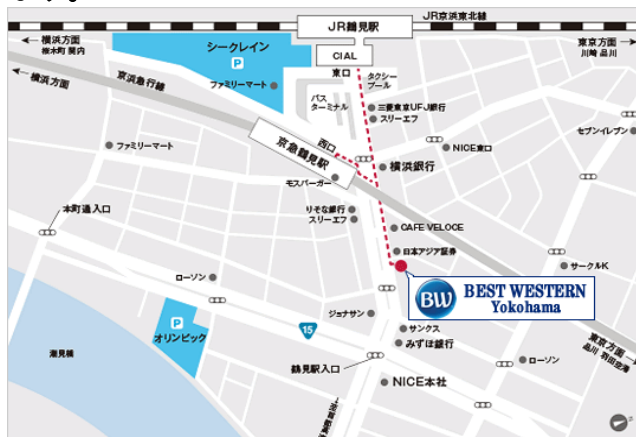 JR鶴見駅
JR京浜東北線
横浜方面
桜木町 関内
シークレイン
P
CIAL
東口
東京方面
川崎 品川
横浜方面
京浜急行線
ファミリーマート
タクシー
プール
バス
ターミナル
三菱東京UFJ銀行
スリーエフ
セブンイレブン
ファミリーマート
京急鶴見駅
西口
NICE東口
横浜銀行
モスバーガー
本町通入口
りそな銀行
スリーエフ
CAFE VELOCE
日本アジア証券
サークルK
ローソン
BW
BEST WESTERN
Yokohama
P
オリンピック
15
ジョナサン
サンクス
みずほ銀行
東京方面
品川 羽田空港
潮見橋
鶴見駅入口
ローソン
NICE本社